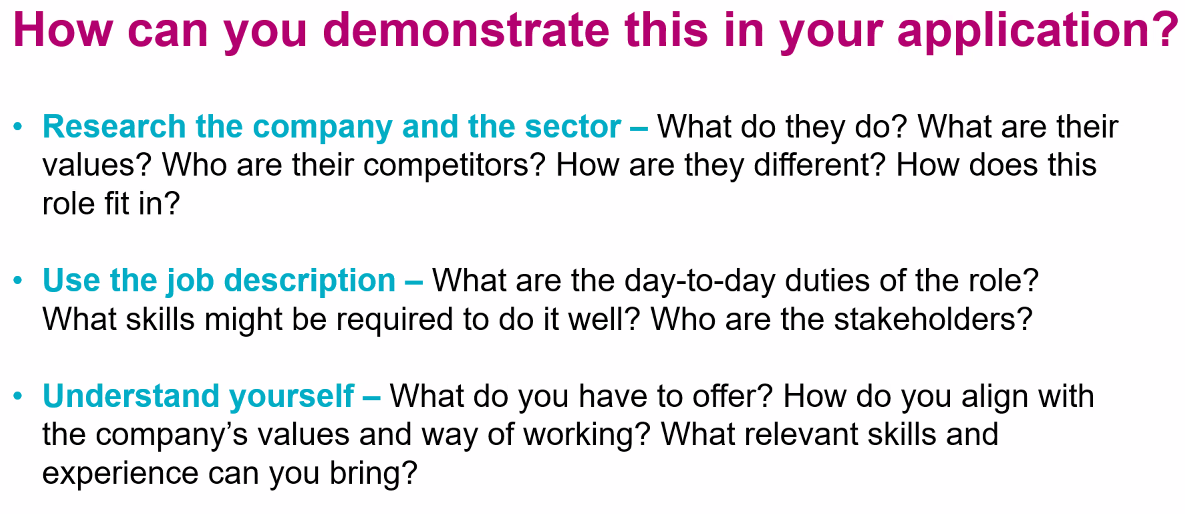 How can you demonstrate this in your application?
• Research the company and the sector – What do they do? What are their
values? Who are their competitors? How are they different? How does this
role fit in?
• Use the job description – What are the day-to-day duties of the role?
What skills might be required to do it well? Who are the stakeholders?
• Understand yourself – What do you have to offer? How do you align with
the company’s values and way of working? What relevant skills and
experience can you bring?